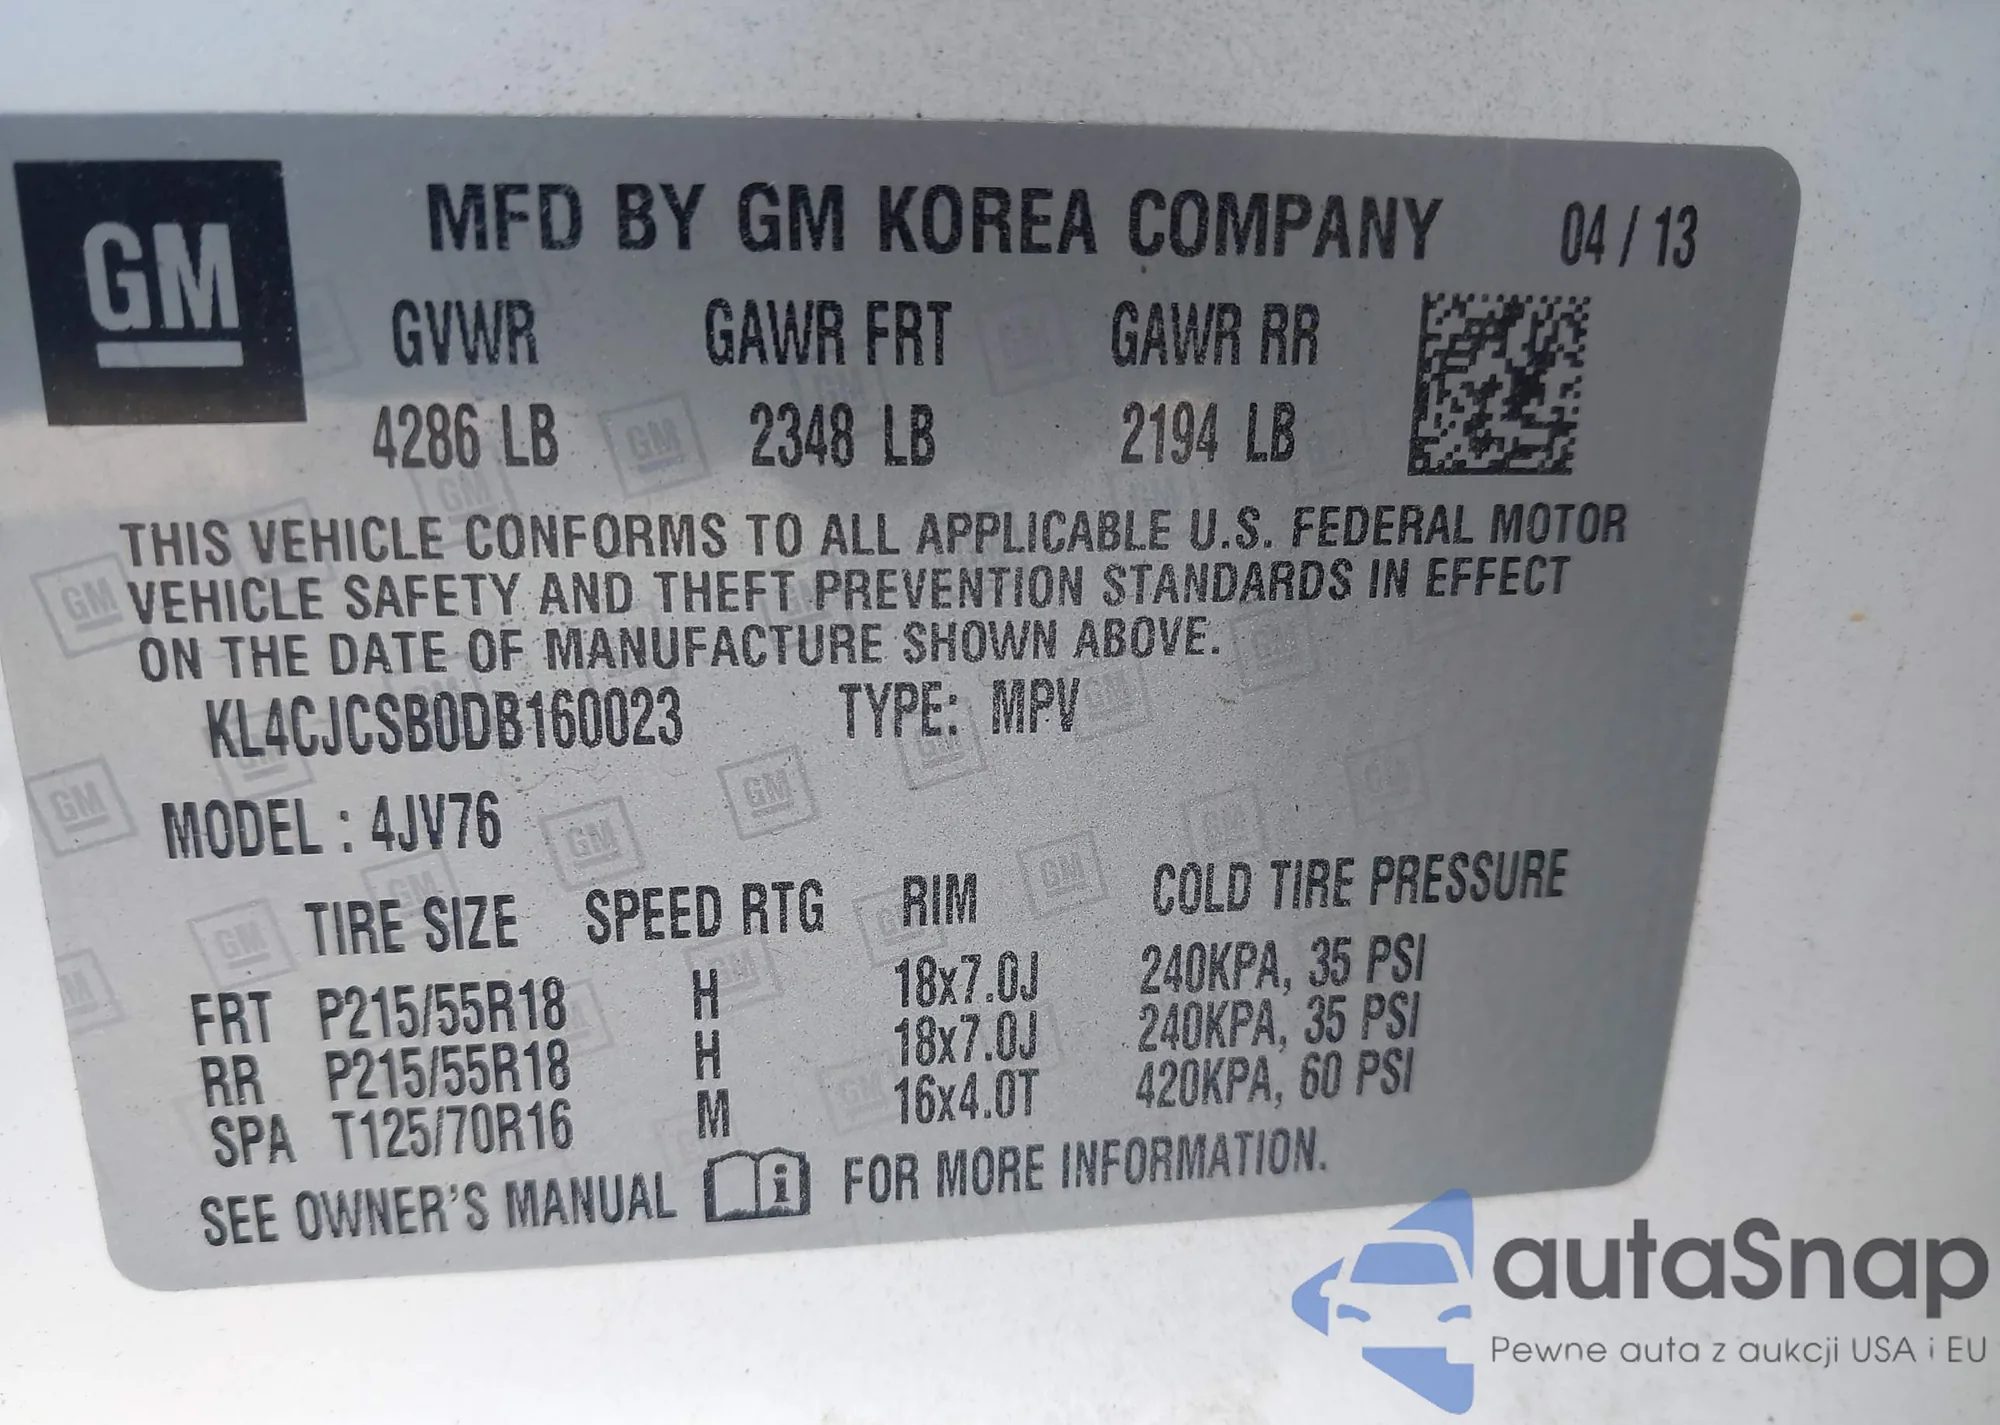 GM
MFD BY GM KOREA COMPANY 04 / 13
GVWR GAWR FRT GAWR RR
4286 LB 2348 LB 2194 LB
THIS VEHICLE CONFORMS TO ALL APPLICABLE U.S. FEDERAL MOTOR
VEHICLE SAFETY AND THEFT PREVENTION STANDARDS IN EFFECT
ON THE DATE OF MANUFACTURE SHOWN ABOVE.
KL4CJCSB0DB160023 TYPE: MPV
MODEL : 4JV76
TIRE SIZE SPEED RTG RIM COLD TIRE PRESSURE
FRT P215/55R18 H 18x7.0J 240KPA, 35 PSI
RR P215/55R18 H 18x7.0J 240KPA, 35 PSI
SPA T125/70R16 M 16x4.0T 420KPA, 60 PSI
SEE OWNER'S MANUAL i FOR MORE INFORMATION.
autaSnap
Pewne auta z aukcji USA i EU